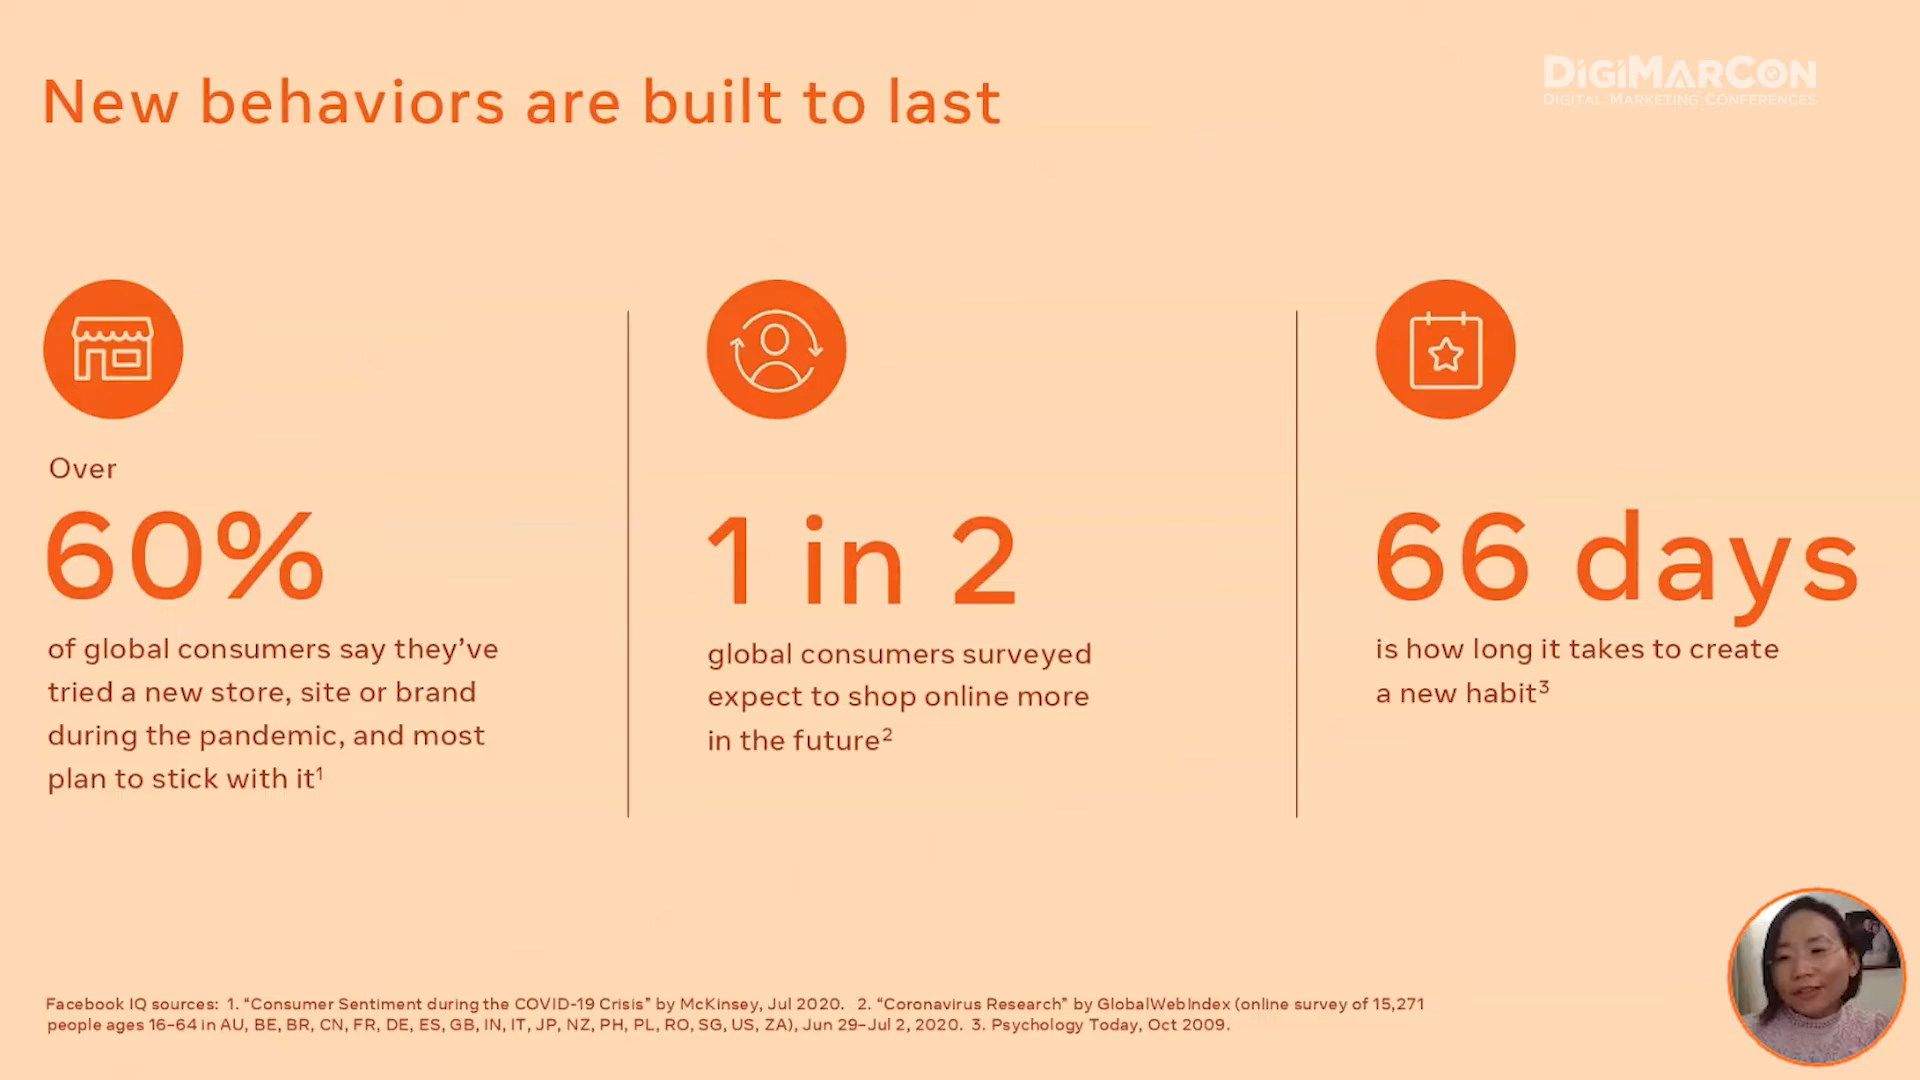 New behaviors are built to last
DIGIMARCON
DIGITAL MARKETING CONFERENCES
Over
60%
of global consumers say they’ve
tried a new store, site or brand
during the pandemic, and most
plan to stick with it¹
1 in 2
global consumers surveyed
expect to shop online more
in the future²
66 days
is how long it takes to create
a new habit³
Facebook IQ sources: 1. “Consumer Sentiment during the COVID-19 Crisis” by McKinsey, Jul 2020. 2. “Coronavirus Research” by GlobalWebIndex (online survey of 15,271
people ages 16–64 in AU, BE, BR, CN, FR, DE, ES, GB, IN, IT, JP, NZ, PH, PL, RO, SG, US, ZA), Jun 29–Jul 2, 2020. 3. Psychology Today, Oct 2009.